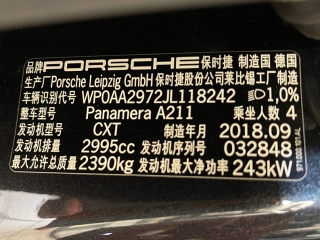 品牌 PORSCHE 保时捷 制造国 德国
生产厂 Porsche Leipzig GmbH 保时捷股份公司莱比锡工厂制造
车辆识别代号 WP0AA2972JL118242 1,0%
整车型号 Panamera A211 乘坐人数 4
发动机型号 CXT 制造年月 2018.09
发动机排量 2995cc 发动机序列号 032848
最大允许总质量 2390kg 发动机最大净功率 243kW